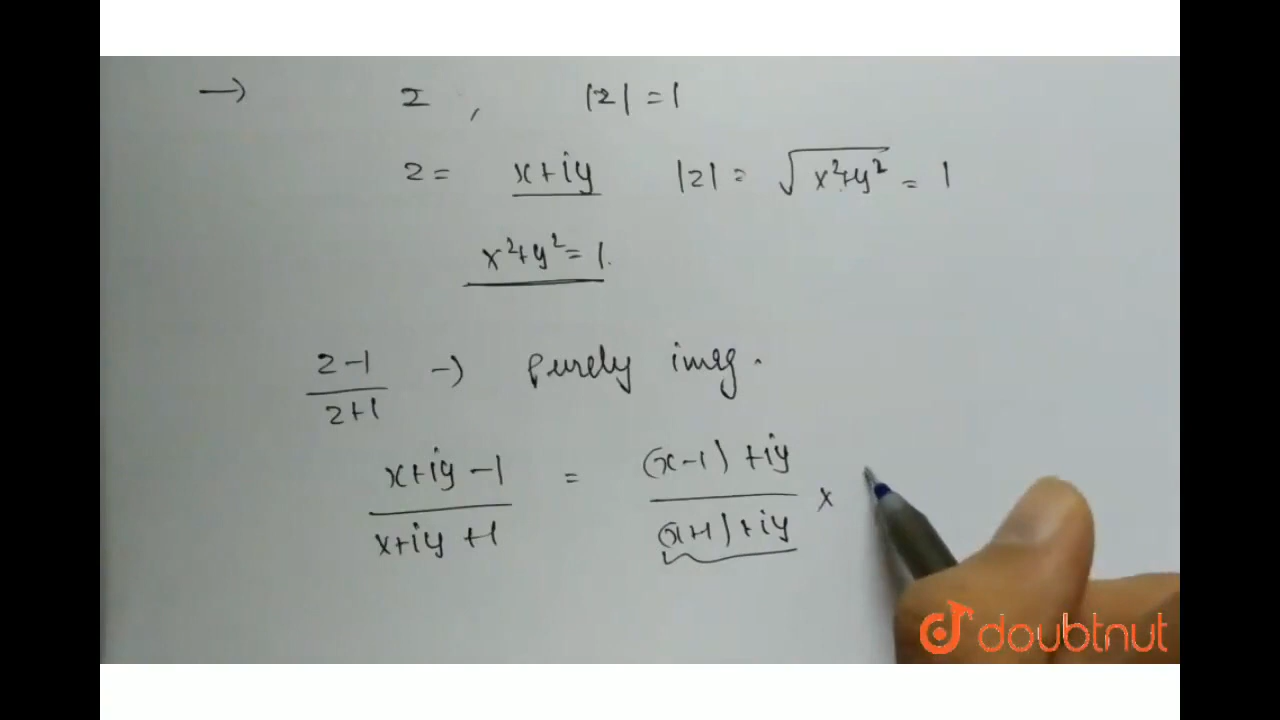 → z , |z| = 1
z = x+iy |z| = √x²+y² = 1
x²+y² = 1.
z-1/z+1 → purely imag.
x+iy-1/x+iy+1 = (x-1)+iy/(x+1)+iy ×
doubtnut